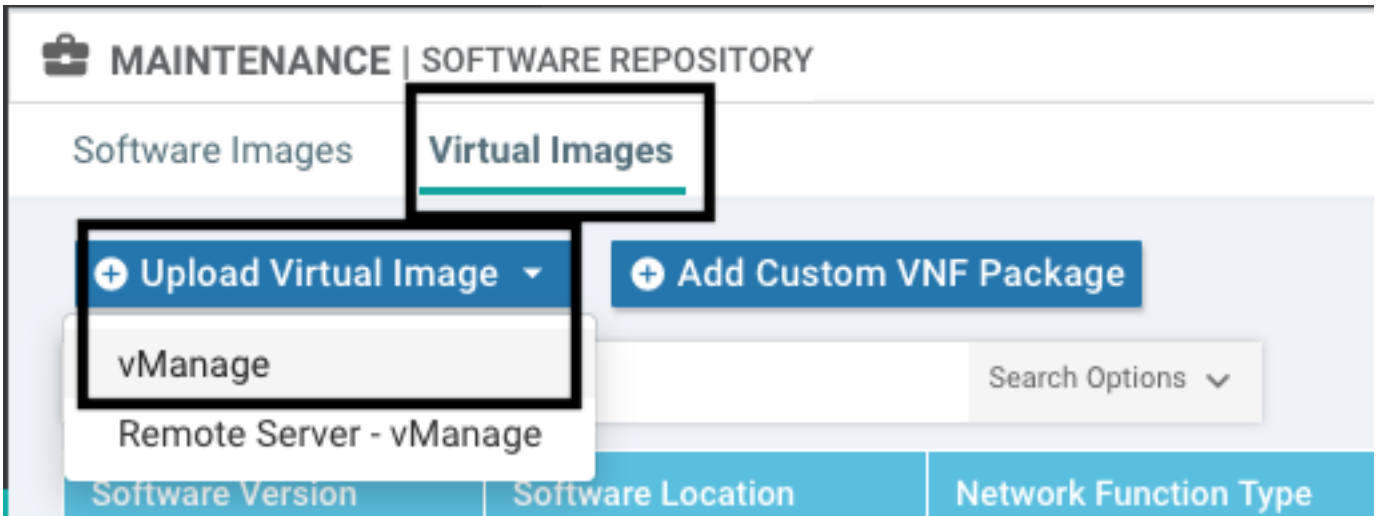 MAINTENANCE | SOFTWARE REPOSITORY
Software Images Virtual Images
Upload Virtual Image Add Custom VNF Package
vManage Search Options
Remote Server - vManage
Software Version Software Location Network Function Type